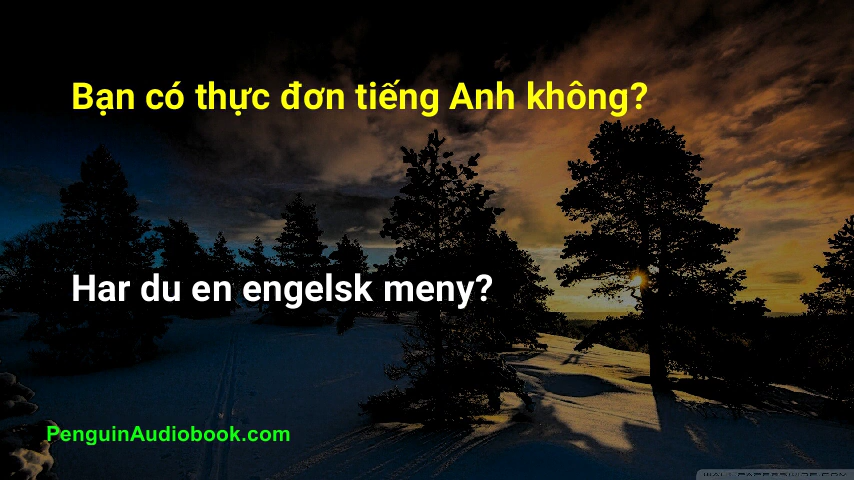 Bạn có thực đơn tiếng Anh không?
Har du en engelsk meny?
PenguinAudiobook.com